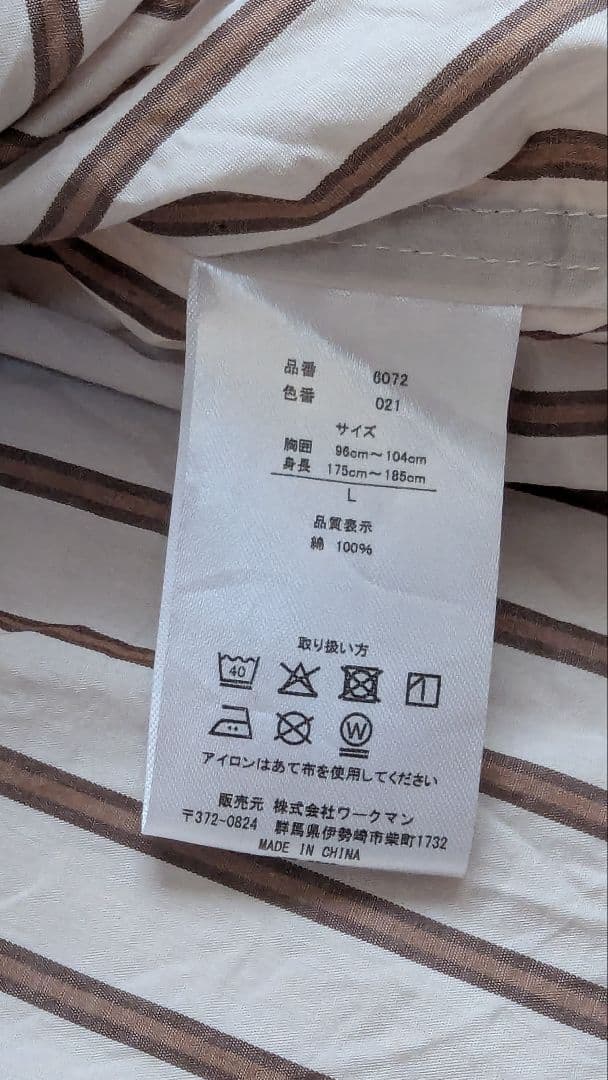 品番 6072
色番 021
サイズ
胸囲 96cm〜104cm
身長 175cm〜185cm
L
品質表示
綿 100%
取り扱い方
40
W
アイロンはあて布を使用してください
販売元 株式会社ワークマン
〒372-0824 群馬県伊勢崎市柴町1732
MADE IN CHINA